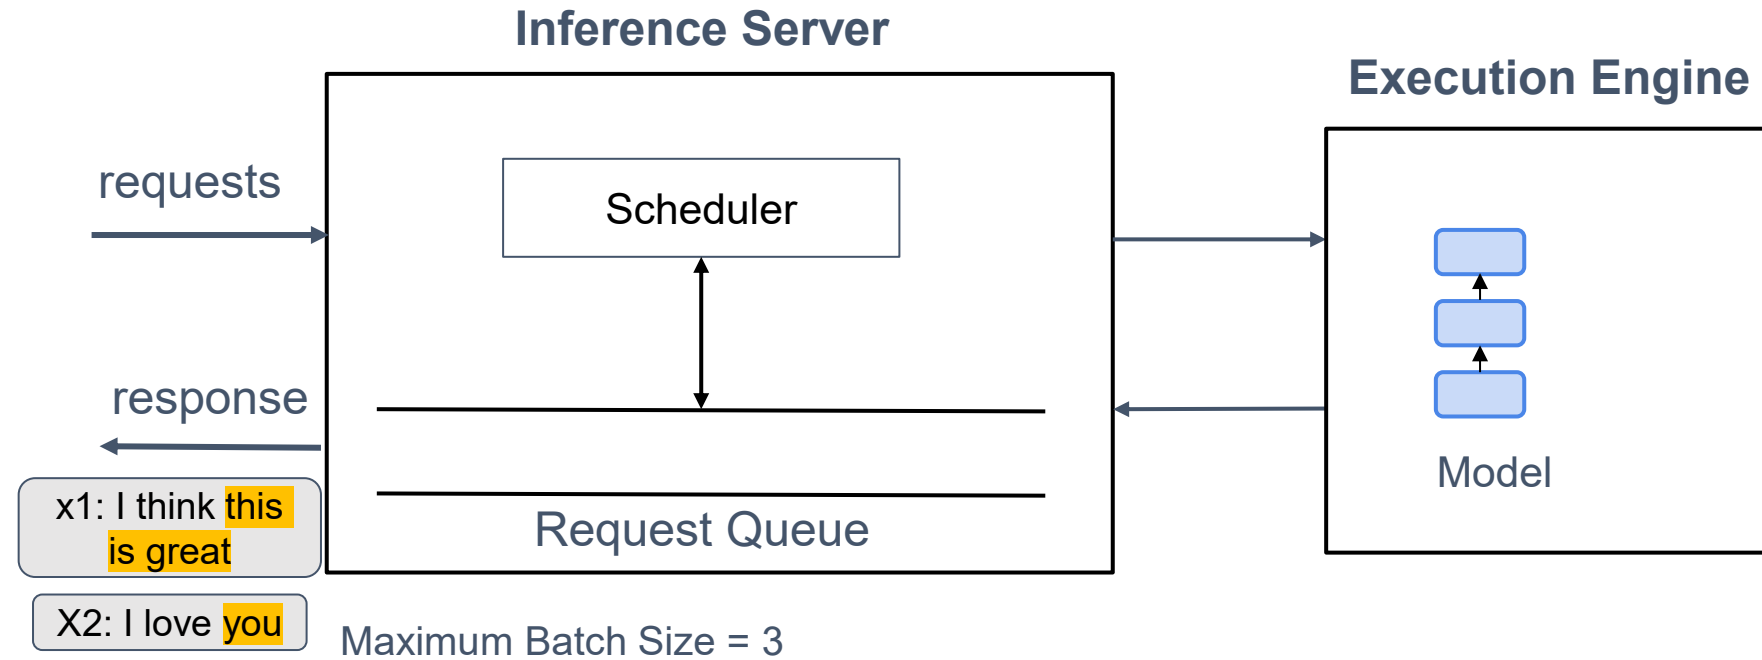 Inference Server
Execution Engine
requests
Scheduler
response
Model
x1: I think this
is great
Request Queue
X2: I love you
Maximum Batch Size = 3